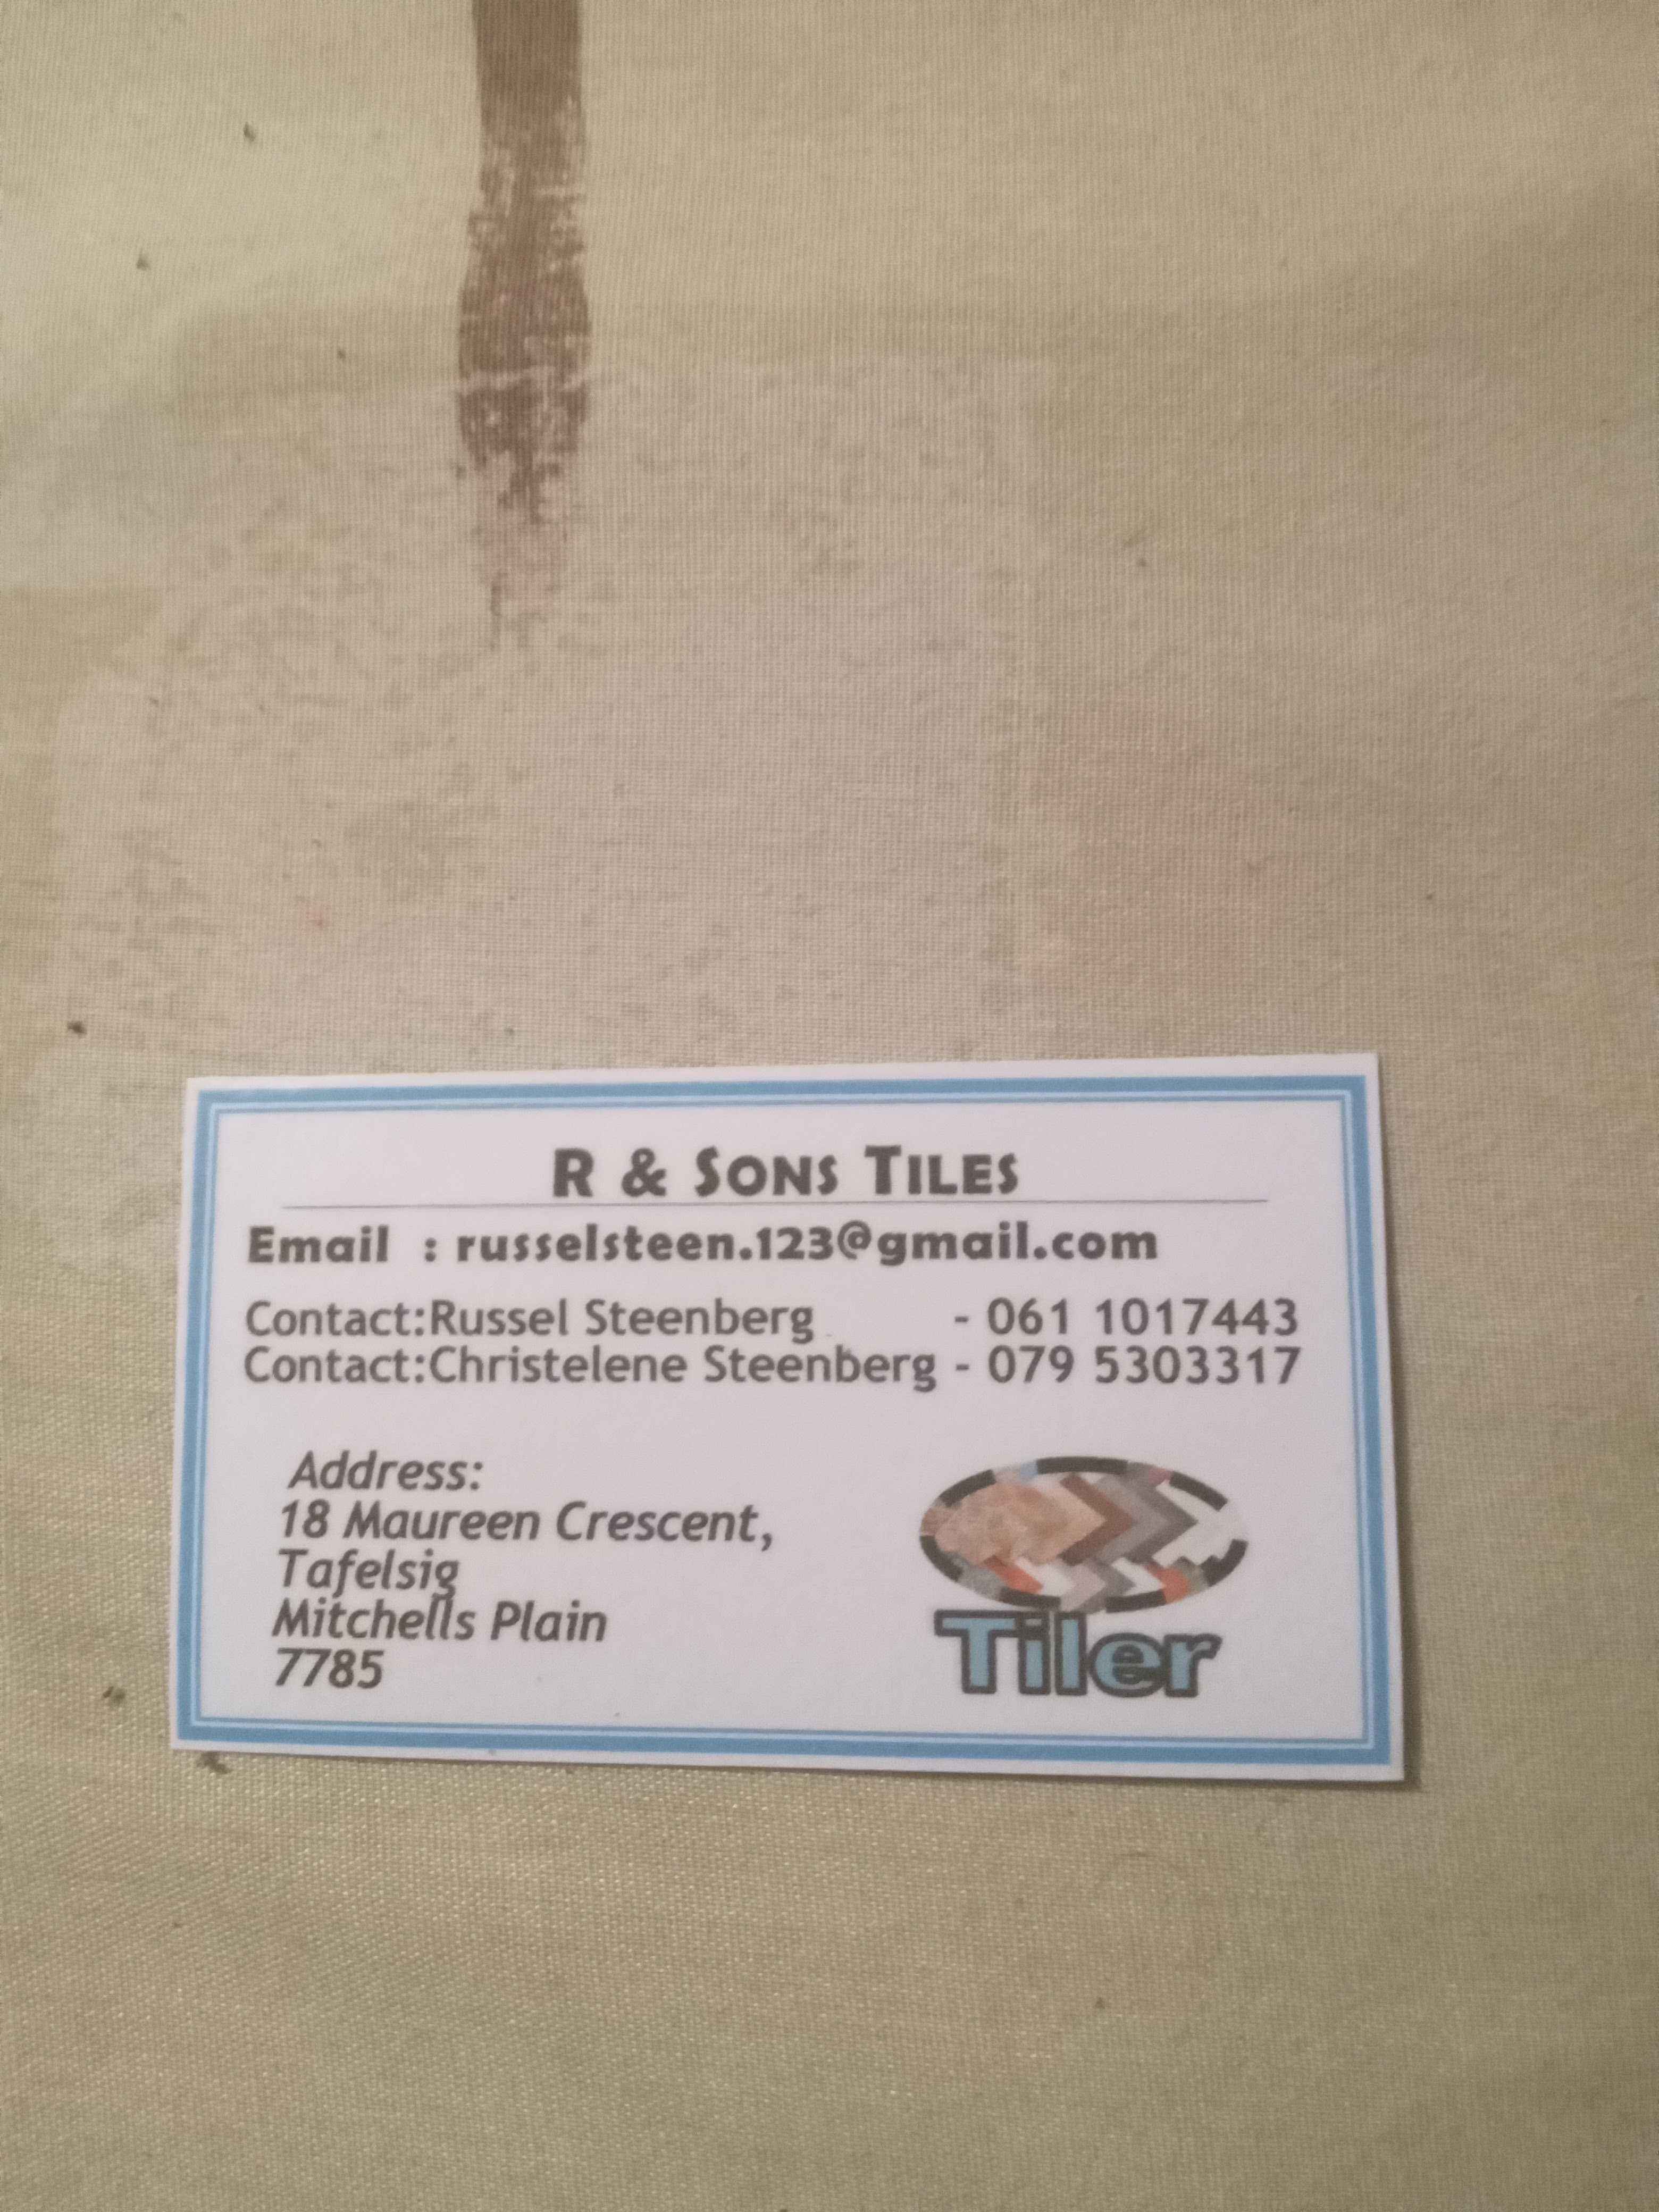 R & SONS TILES
Email : russelsteen.123@gmail.com
Contact:Russel Steenberg - 061 1017443
Contact:Christelene Steenberg - 079 5303317
Address:
18 Maureen Crescent,
Tafelsig
Mitchells Plain
7785
Tiler